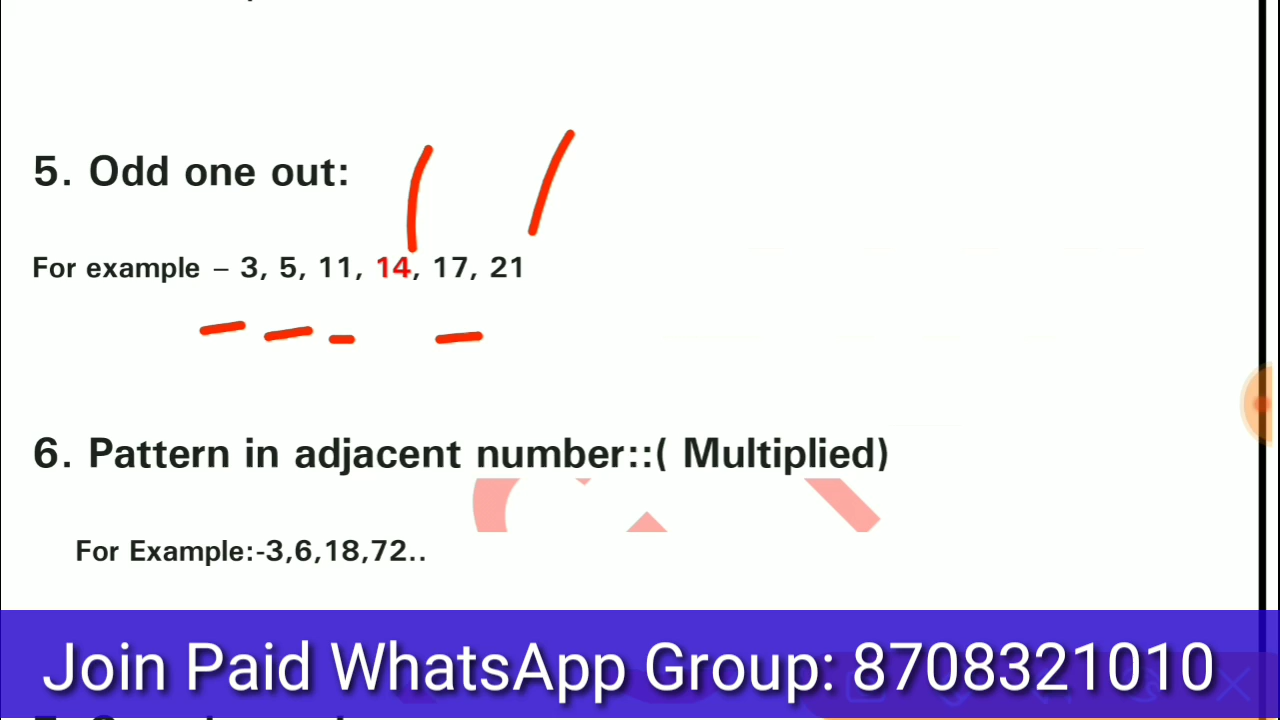 5. Odd one out:
For example – 3, 5, 11, 14, 17, 21
6. Pattern in adjacent number::( Multiplied)
For Example:-3,6,18,72..
Join Paid WhatsApp Group: 8708321010